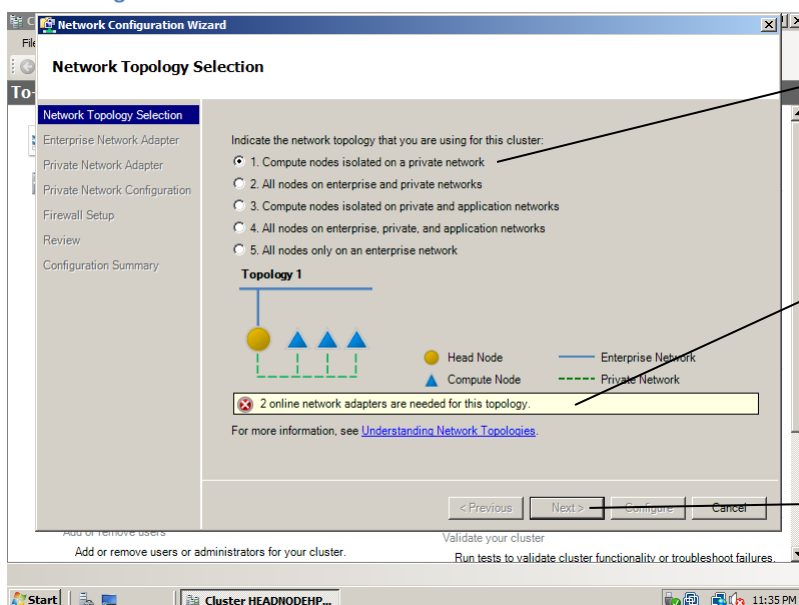 Network Configuration Wizard
Network Topology Selection
Network Topology Selection
Enterprise Network Adapter
Private Network Adapter
Private Network Configuration
Firewall Setup
Review
Configuration Summary
Indicate the network topology that you are using for this cluster:
1. Compute nodes isolated on a private network
2. All nodes on enterprise and private networks
3. Compute nodes isolated on private and application networks
4. All nodes on enterprise, private, and application networks
5. All nodes only on an enterprise network
Topology 1
Head Node
Enterprise Network
Compute Node
Private Network
2 online network adapters are needed for this topology.
For more information, see Understanding Network Topologies.
< Previous
Next >
Configure
Cancel
Add or remove users
Validate your cluster
Add or remove users or administrators for your cluster.
Run tests to validate cluster functionality or troubleshoot failures.
Start
Cluster HEADNODEHP...
11:35 PM